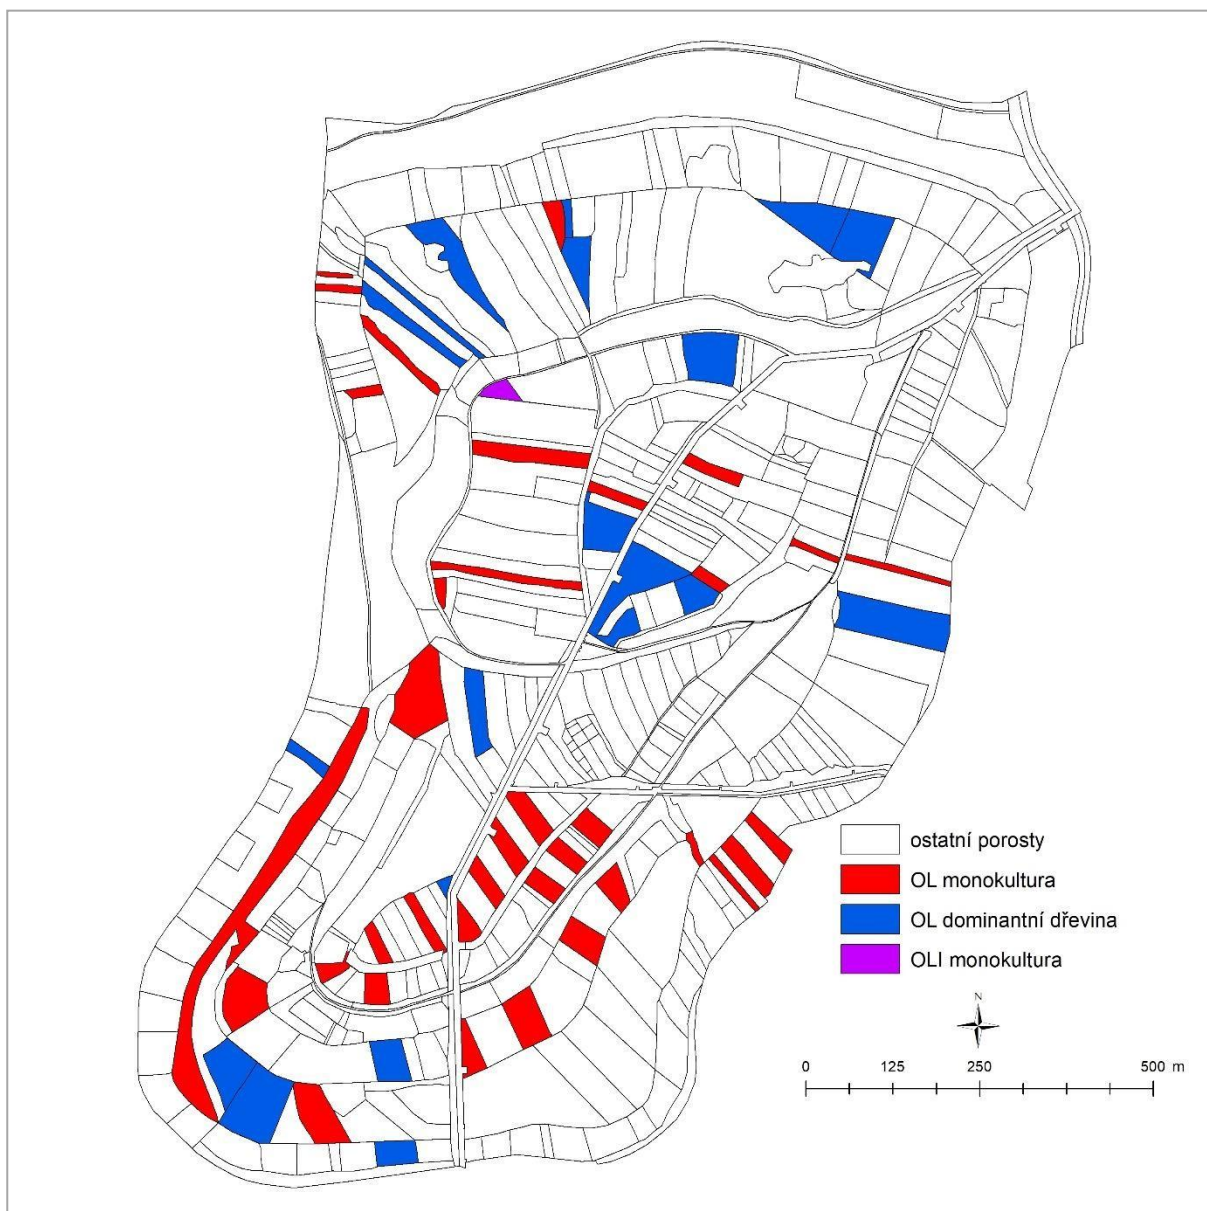 ostatní porosty
OL monokultura
OL dominantní dřevina
OLI monokultura
N
0 125 250 500 m